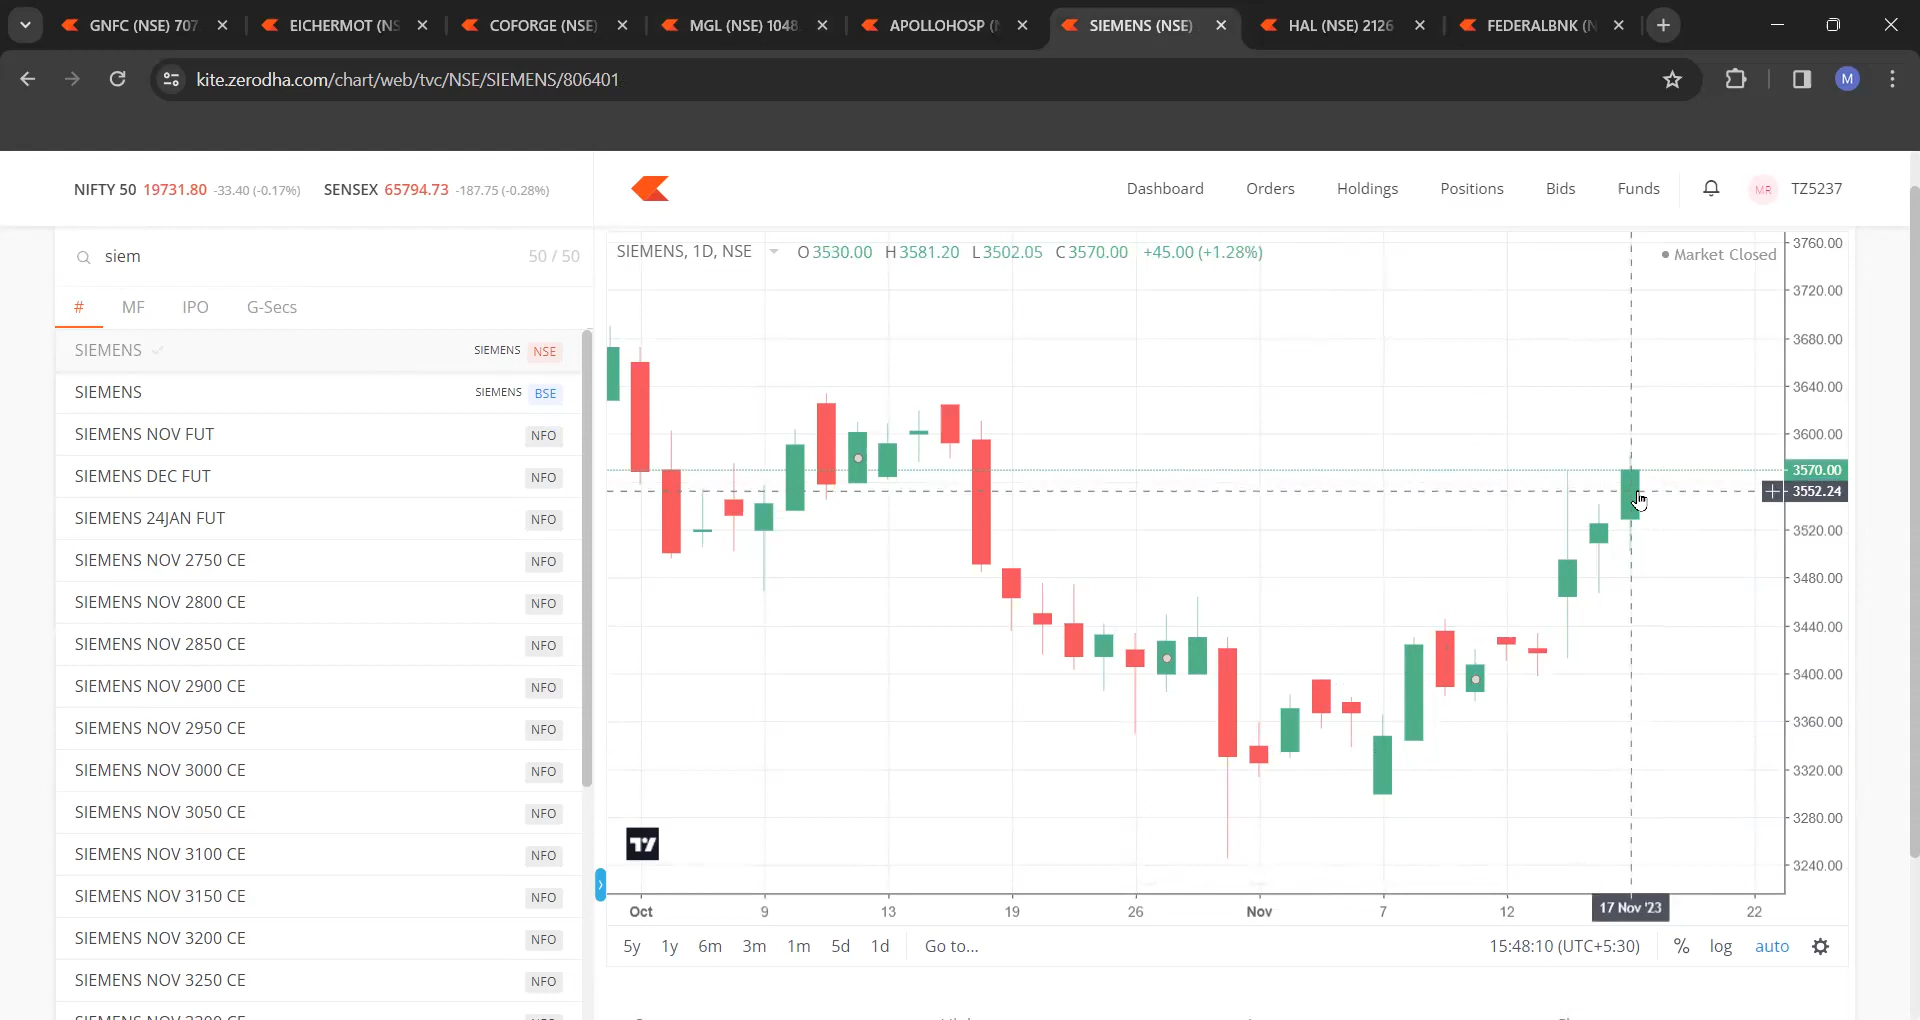 GNFC (NSE) 707
EICHERMOT (NS
COFORGE (NSE)
MGL (NSE) 1048.
APOLLOHOSP (
SIEMENS (NSE)
HAL (NSE) 2126
FEDERALBNK (
kite.zerodha.com/chart/web/tvc/NSE/SIEMENS/806401
M
NIFTY 50 19731.80 -33.40 (-0.17%) SENSEX 65794.73 -187.75 (-0.28%)
Dashboard Orders Holdings Positions Bids Funds
MR TZ5237
siem 50 / 50
# MF IPO G-Secs
SIEMENS SIEMENS NSE
SIEMENS SIEMENS BSE
SIEMENS NOV FUT NFO
SIEMENS DEC FUT NFO
SIEMENS 24JAN FUT NFO
SIEMENS NOV 2750 CE NFO
SIEMENS NOV 2800 CE NFO
SIEMENS NOV 2850 CE NFO
SIEMENS NOV 2900 CE NFO
SIEMENS NOV 2950 CE NFO
SIEMENS NOV 3000 CE NFO
SIEMENS NOV 3050 CE NFO
SIEMENS NOV 3100 CE NFO
SIEMENS NOV 3150 CE NFO
SIEMENS NOV 3200 CE NFO
SIEMENS NOV 3250 CE NFO
SIEMENS, 1D, NSE O3530.00 H3581.20 L3502.05 C3570.00 +45.00 (+1.28%)
Market Closed
3760.00
3720.00
3680.00
3640.00
3600.00
3570.00
3552.24
3520.00
3480.00
3440.00
3400.00
3360.00
3320.00
3280.00
3240.00
Oct 9 13 19 26 Nov 7 12 17 Nov '23 22
5y 1y 6m 3m 1m 5d 1d Go to... 15:48:10 (UTC+5:30) % log auto